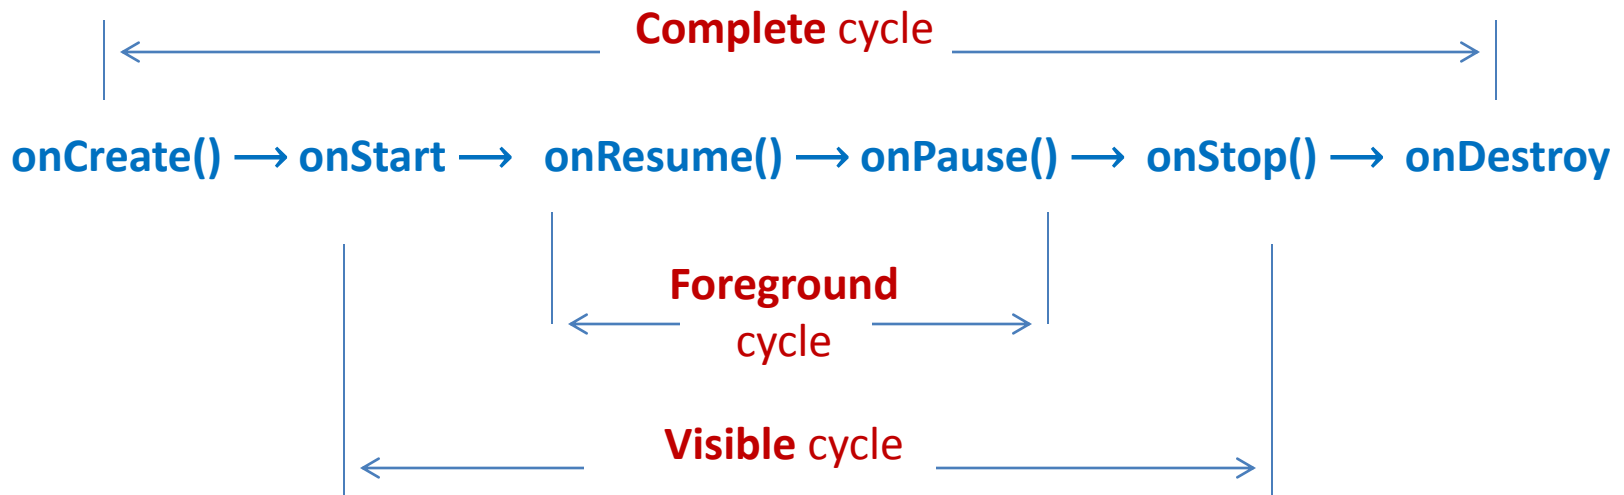 Complete cycle
onCreate() → onStart → onResume() → onPause() → onStop() → onDestroy
Foreground
cycle
Visible cycle